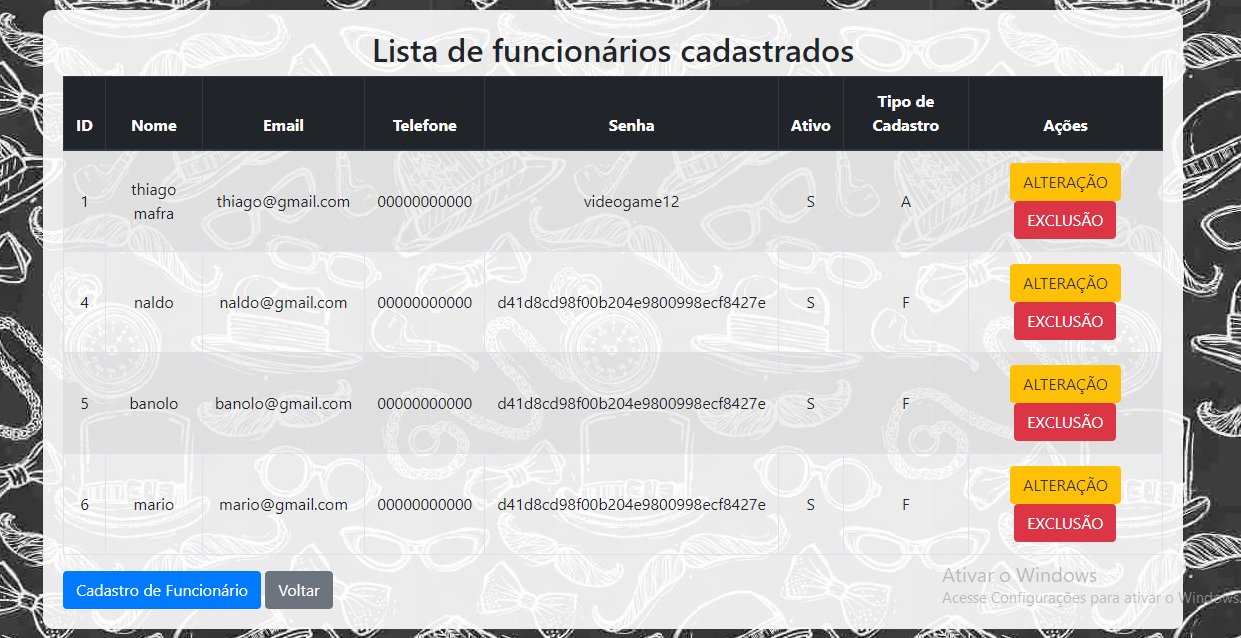 Lista de funcionários cadastrados
ID Nome Email Telefone Senha Ativo Tipo de Cadastro Ações
1 thiago mafra thiago@gmail.com 00000000000 videogame12 S A ALTERAÇÃO
EXCLUSÃO
4 naldo naldo@gmail.com 00000000000 d41d8cd98f00b204e9800998ecf8427e S F ALTERAÇÃO
EXCLUSÃO
5 banolo banolo@gmail.com 00000000000 d41d8cd98f00b204e9800998ecf8427e S F ALTERAÇÃO
EXCLUSÃO
6 mario mario@gmail.com 00000000000 d41d8cd98f00b204e9800998ecf8427e S F ALTERAÇÃO
EXCLUSÃO
Cadastro de Funcionário Voltar
Ativar o Windows
Acesse Configurações para ativar o Windows.